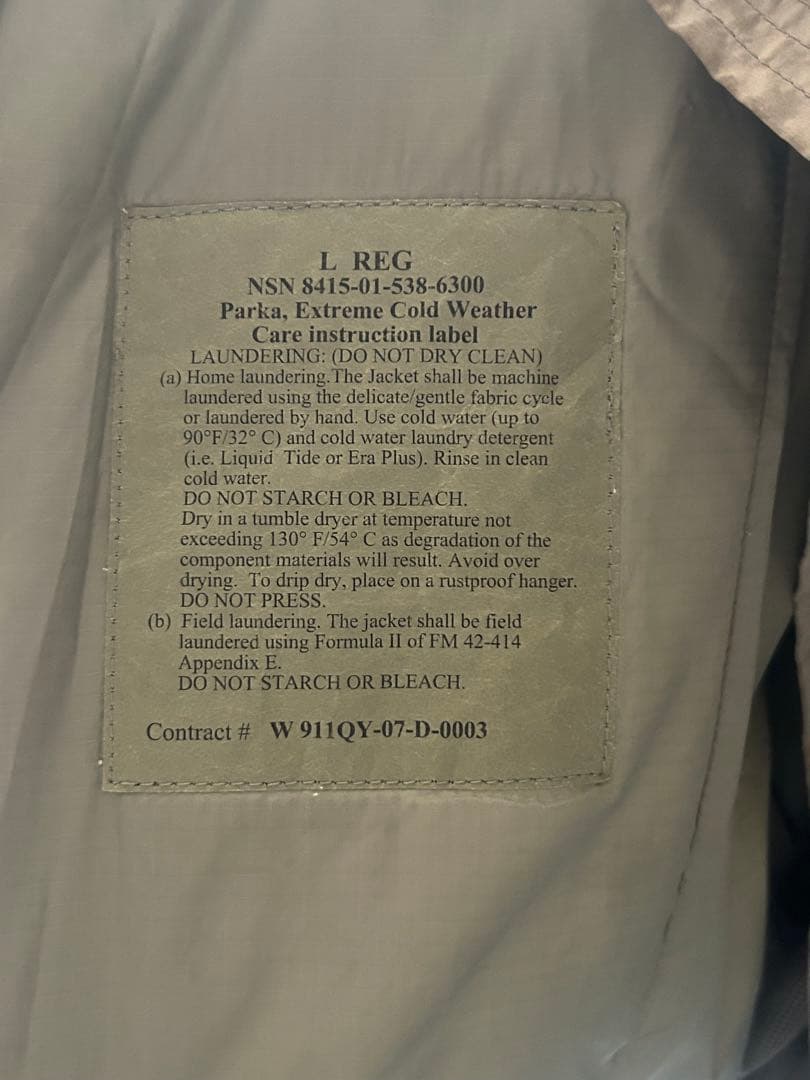 L REG
NSN 8415-01-538-6300
Parka, Extreme Cold Weather
Care instruction label
LAUNDERING: (DO NOT DRY CLEAN)
(a) Home laundering.The Jacket shall be machine
laundered using the delicate/gentle fabric cycle
or laundered by hand. Use cold water (up to
90°F/32° C) and cold water laundry detergent
(i.e. Liquid Tide or Era Plus). Rinse in clean
cold water.
DO NOT STARCH OR BLEACH.
Dry in a tumble dryer at temperature not
exceeding 130° F/54° C as degradation of the
component materials will result. Avoid over
drying. To drip dry, place on a rustproof hanger.
DO NOT PRESS.
(b) Field laundering. The jacket shall be field
laundered using Formula II of FM 42-414
Appendix E.
DO NOT STARCH OR BLEACH.
Contract # W 911QY-07-D-0003